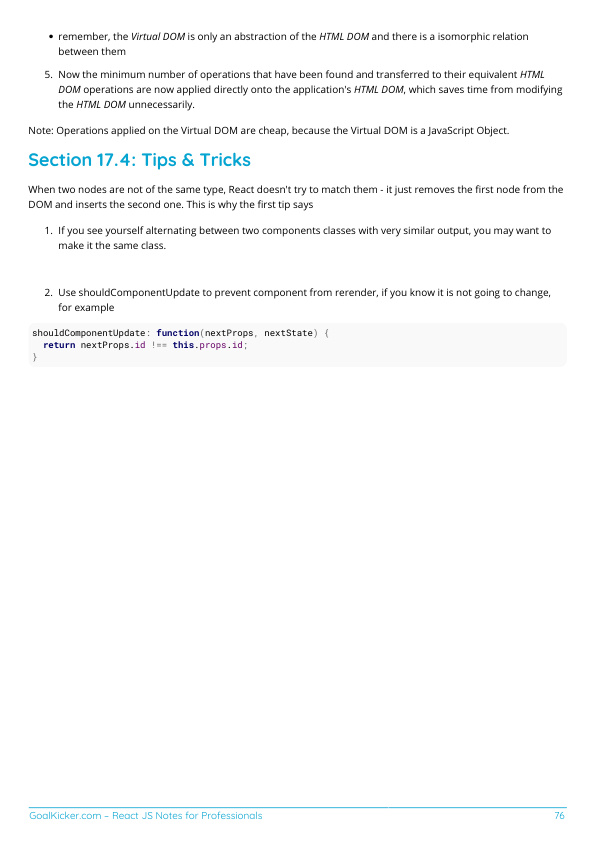 • remember, the Virtual DOM is only an abstraction of the HTML DOM and there is a isomorphic relation
between them
5. Now the minimum number of operations that have been found and transferred to their equivalent HTML
DOM operations are now applied directly onto the application's HTML DOM, which saves time from modifying
the HTML DOM unnecessarily.
Note: Operations applied on the Virtual DOM are cheap, because the Virtual DOM is a JavaScript Object.
Section 17.4: Tips & Tricks
When two nodes are not of the same type, React doesn't try to match them - it just removes the first node from the
DOM and inserts the second one. This is why the first tip says
1. If you see yourself alternating between two components classes with very similar output, you may want to
make it the same class.
2. Use shouldComponentUpdate to prevent component from rerender, if you know it is not going to change,
for example
shouldComponentUpdate: function(nextProps, nextState) {
  return nextProps.id !== this.props.id;
}
GoalKicker.com – React JS Notes for Professionals 76